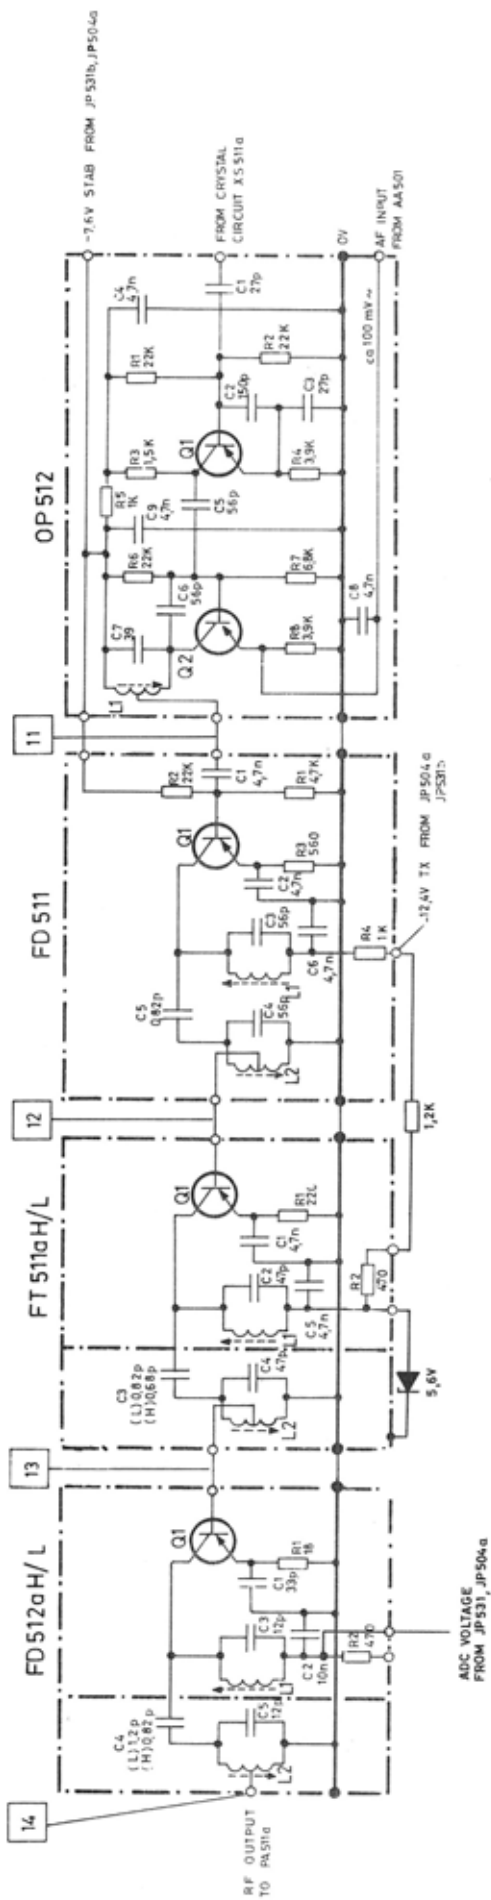 -7,6V STAB FROM JP531b, JP504a
FROM CRYSTAL
CIRCUIT XS 511a
0V
AF INPUT
FROM AA501
ca 100 mV ~
OP 512
C4
4,7n
C1
27p
R1
22K
R2
22K
C2
150p
C3
27p
R3
1,5K
Q1
R4
3,9K
R5
1K
C9
4,7n
C5
56p
R6
22K
C6
56p
R7
6,8K
C8
4,7n
C7
39
Q2
R8
3,9K
L1
11
FD 511
R2
22K
C1
4,7n
R1
4,7K
Q1
R3
560
C2
4,7n
C3
56p
L1
C6
4,7n
R4
1K
-12,4V TX FROM JP504a
JP531b
C5
0,82p
C4
56p
L2
12
1,2K
FT 511a H/L
Q1
R1
C1
4,7n
C2
47p
L1
C5
4,7n
R2
470
5,6V
C3
(L) 0,82p
(H) 0,68p
C4
47p
L2
13
FD 512a H/L
Q1
R1
18
C1
33p
C3
12p
L1
C2
10n
R2
470
ADC VOLTAGE
FROM JP531, JP504a
C4
(L) 1,2p
(H) 0,82p
C5
12p
L2
14
RF OUTPUT
TO PA511a